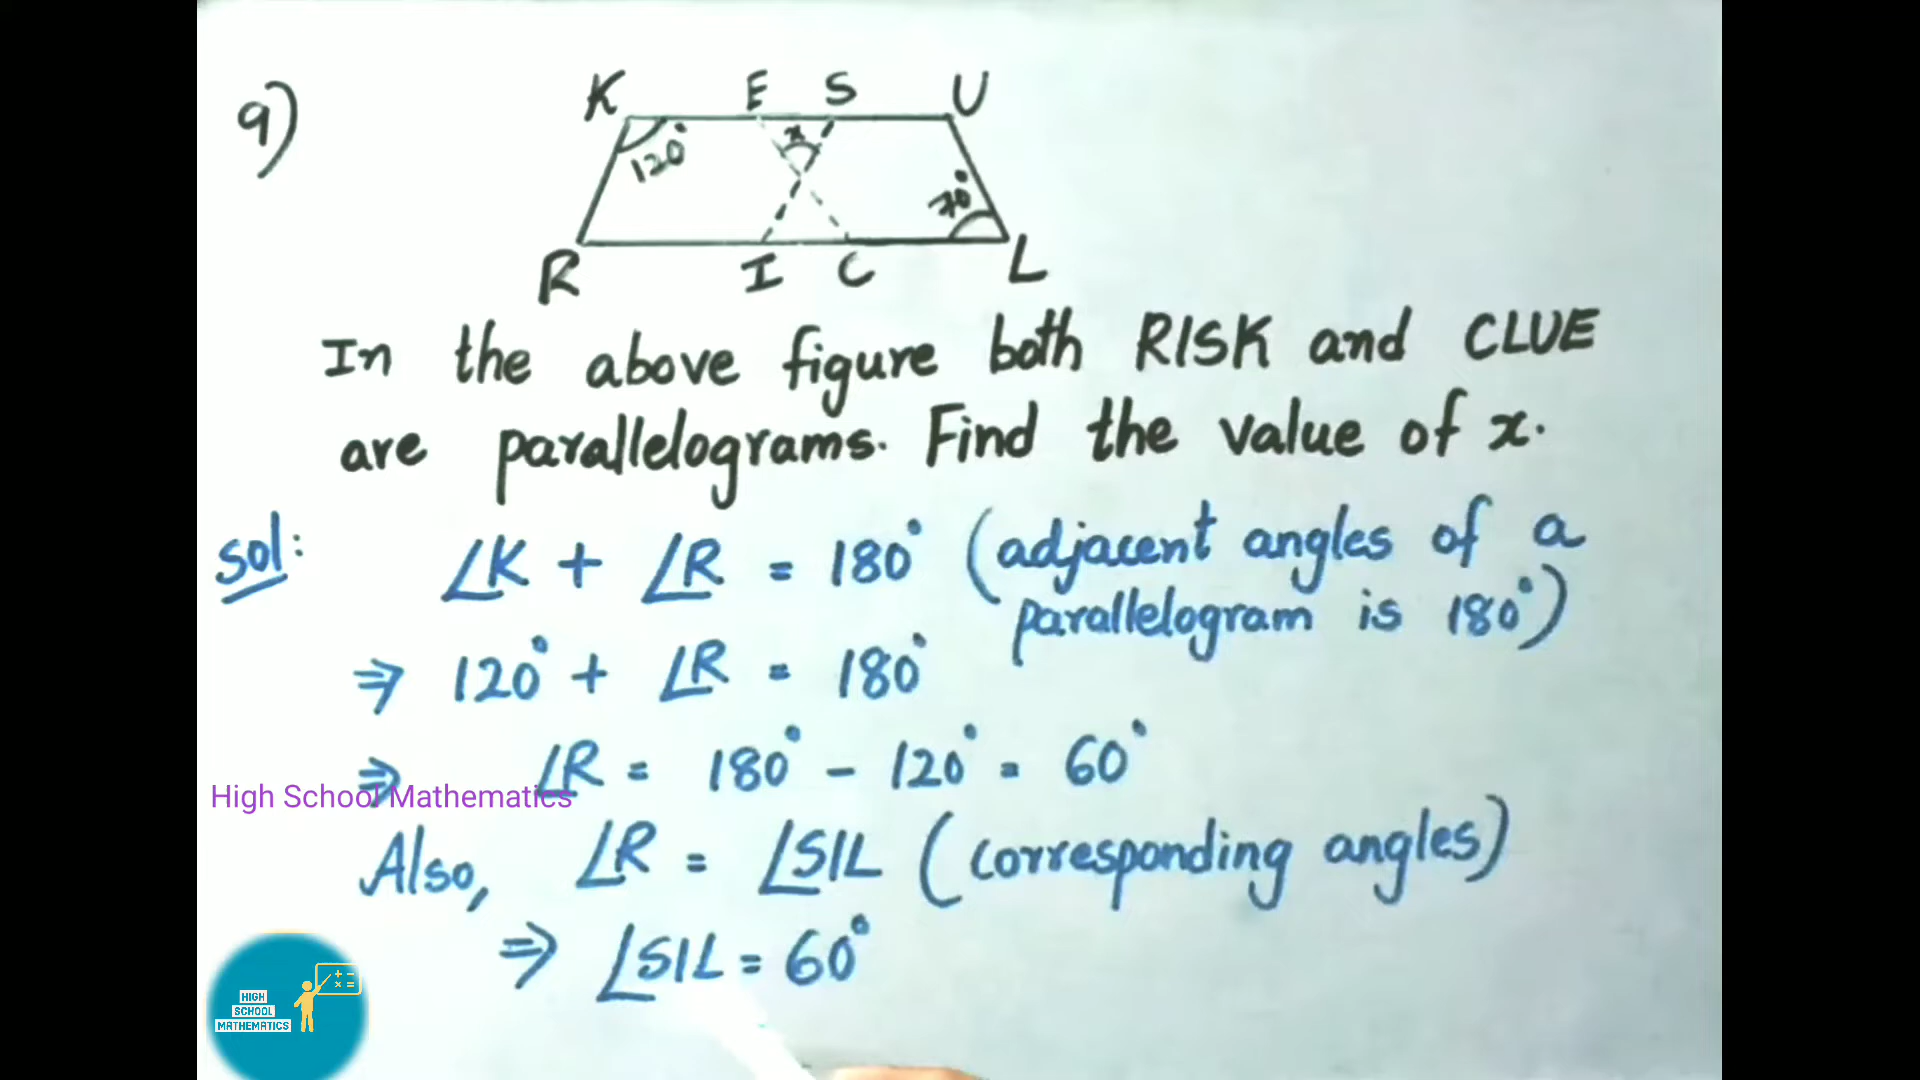 9)
K E S U
120° x 70°
R I C L
In the above figure both RISK and CLUE
are parallelograms. Find the value of x.
Sol: ∠K + ∠R = 180° (adjacent angles of a
parallelogram is 180°)
⇒ 120° + ∠R = 180°
⇒ ∠R = 180° - 120° = 60°
High School Mathematics
Also, ∠R = ∠SIL (corresponding angles)
⇒ ∠SIL = 60°
+ -
× =
HIGH
SCHOOL
MATHEMATICS